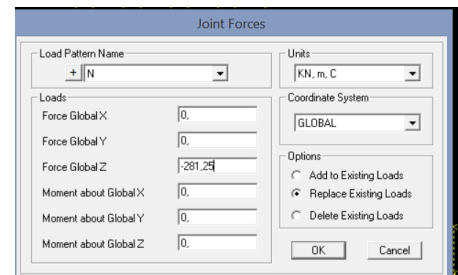 Joint Forces
Load Pattern Name
+ N
Units
KN, m, C
Loads
Force Global X 0,
Force Global Y 0,
Force Global Z -281,25
Moment about Global X 0,
Moment about Global Y 0,
Moment about Global Z 0,
Coordinate System
GLOBAL
Options
Add to Existing Loads
Replace Existing Loads
Delete Existing Loads
OK Cancel